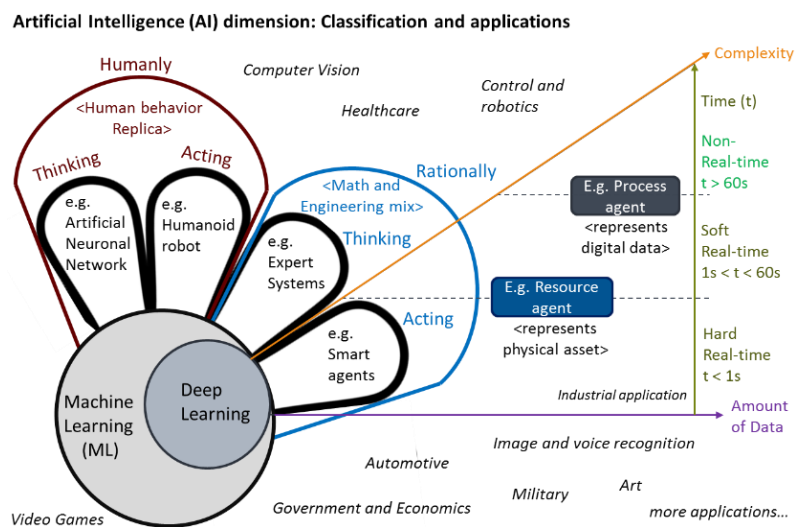 Artificial Intelligence (AI) dimension: Classification and applications
Humanly
<Human behavior
Replica>
Thinking
Acting
e.g.
Artificial
Neuronal
Network
e.g.
Humanoid
robot
Computer Vision
Healthcare
Control and
robotics
Rationally
<Math and
Engineering mix>
Thinking
e.g.
Expert
Systems
Acting
e.g.
Smart
agents
Machine
Learning
(ML)
Deep
Learning
Complexity
Time (t)
Non-
Real-time
t > 60s
E.g. Process
agent
<represents
digital data>
Soft
Real-time
1s < t < 60s
E.g. Resource
agent
<represents
physical asset>
Hard
Real-time
t < 1s
Industrial application
Amount
of Data
Image and voice recognition
Automotive
Government and Economics
Military
Art
Video Games
more applications...